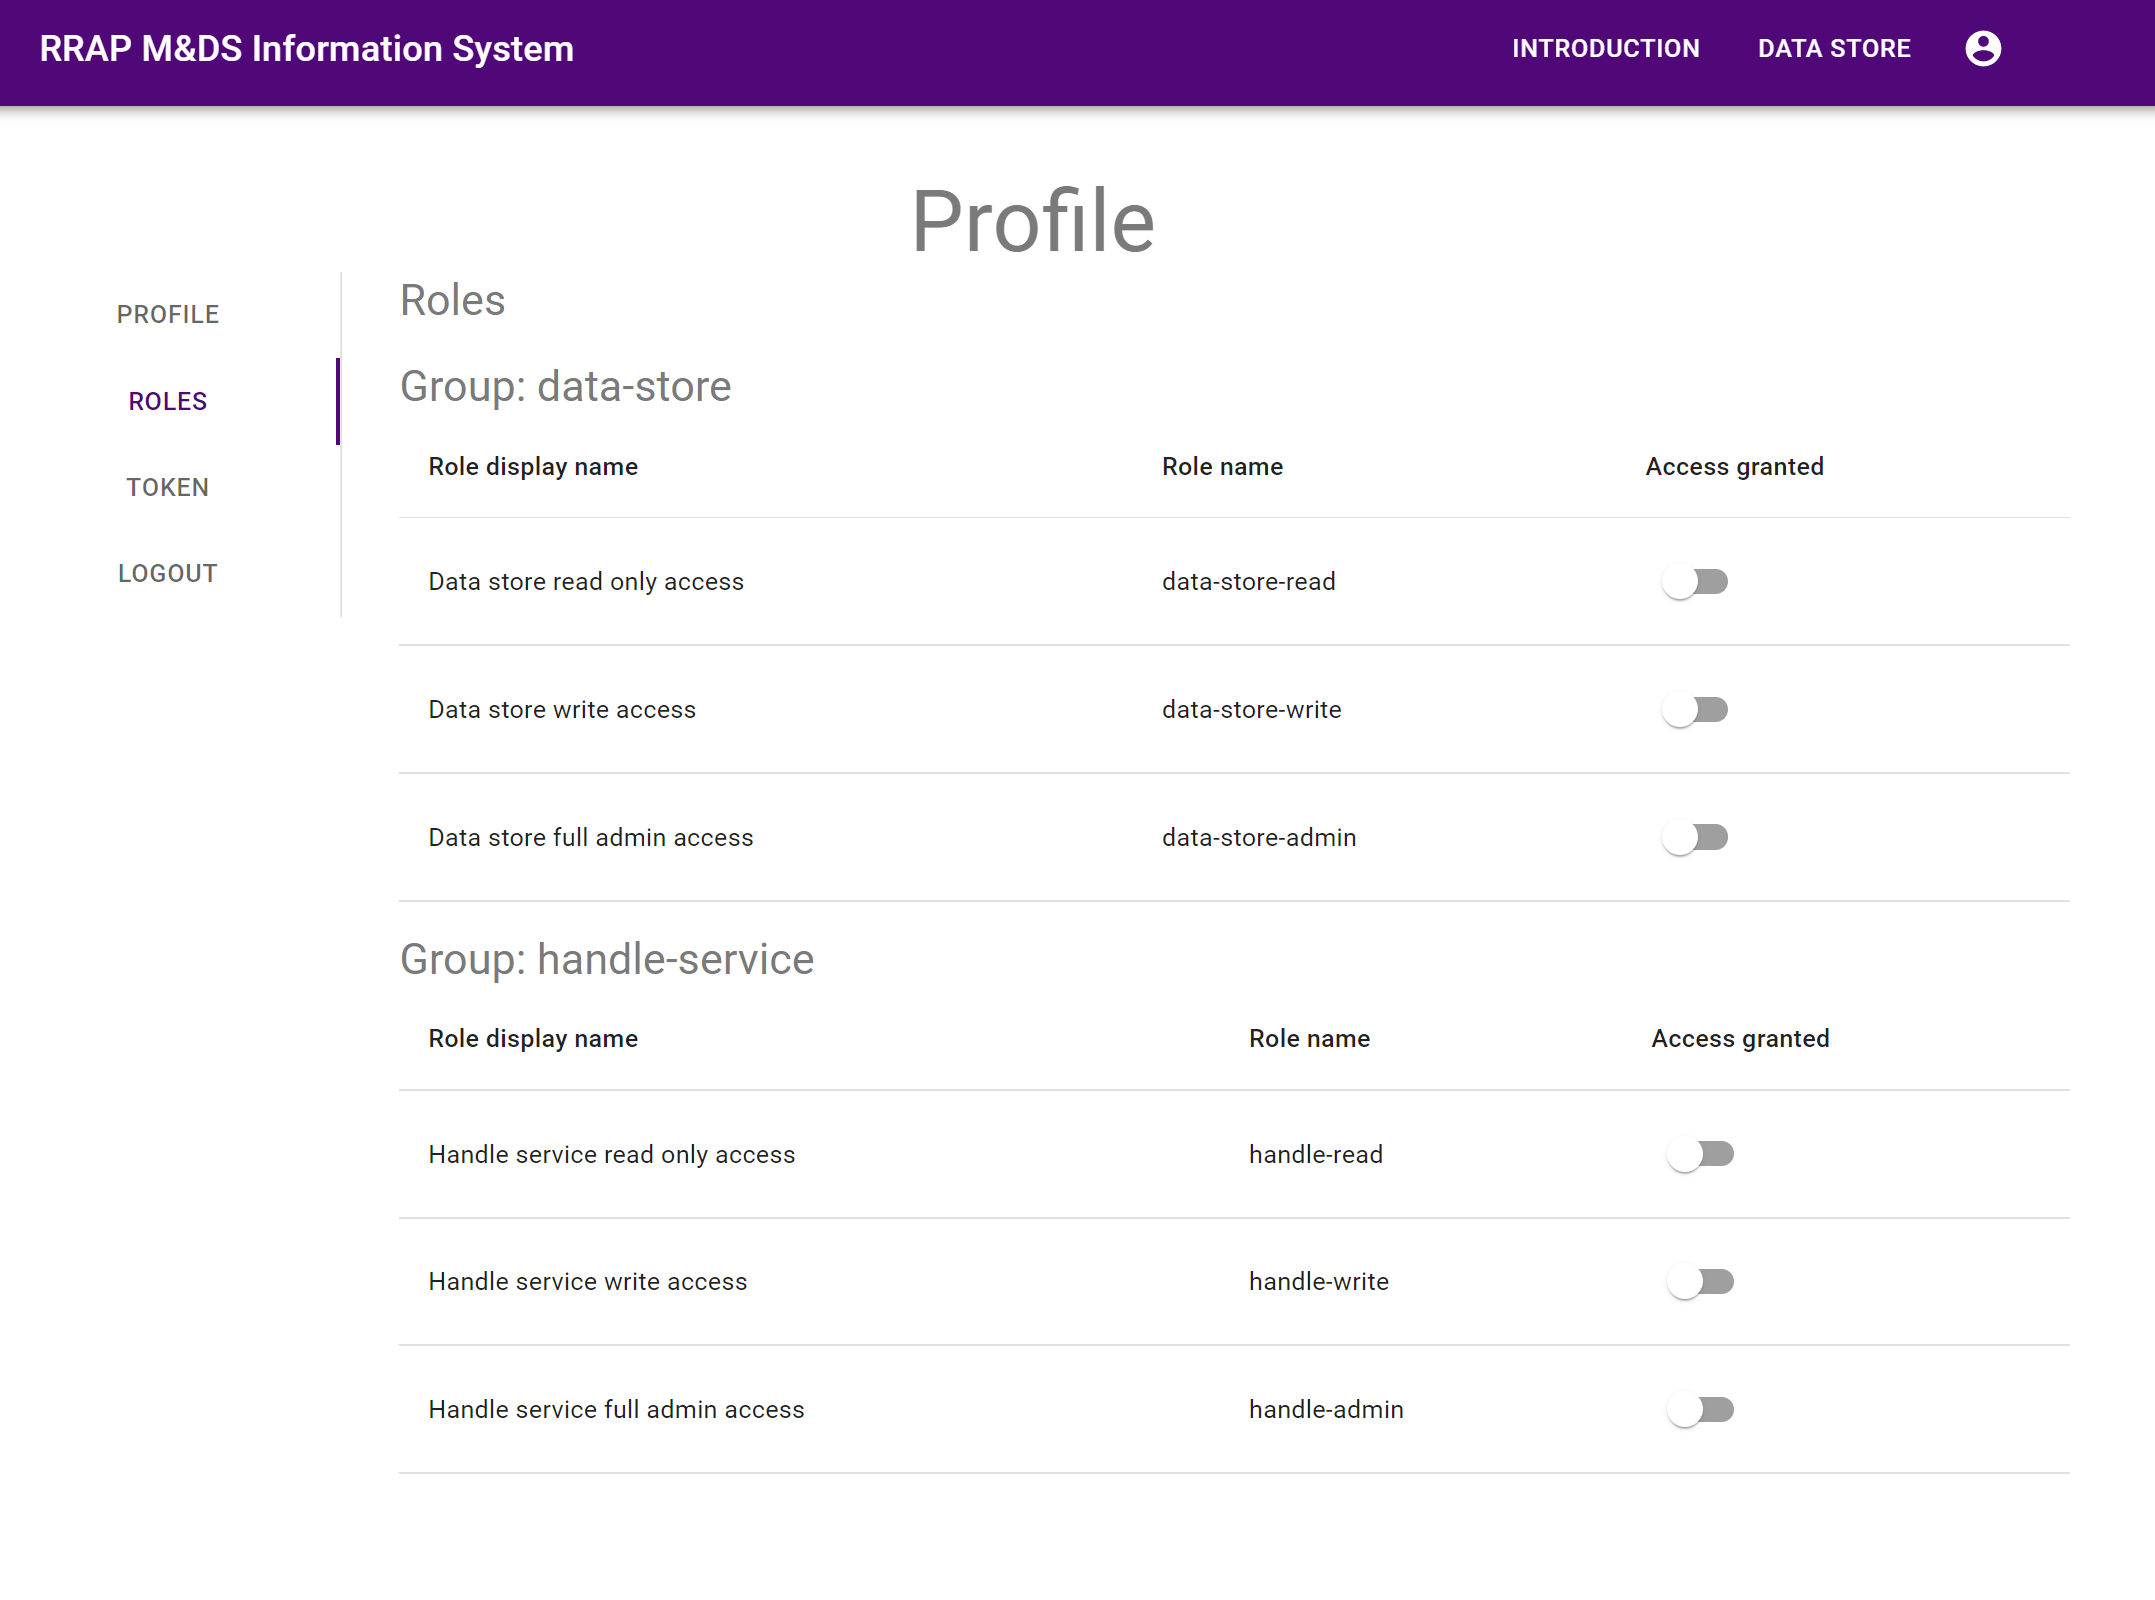 RRAP M&DS Information System INTRODUCTION DATA STORE
Profile
PROFILE
ROLES
TOKEN
LOGOUT
Roles
Group: data-store
Role display name Role name Access granted
Data store read only access data-store-read
Data store write access data-store-write
Data store full admin access data-store-admin
Group: handle-service
Role display name Role name Access granted
Handle service read only access handle-read
Handle service write access handle-write
Handle service full admin access handle-admin